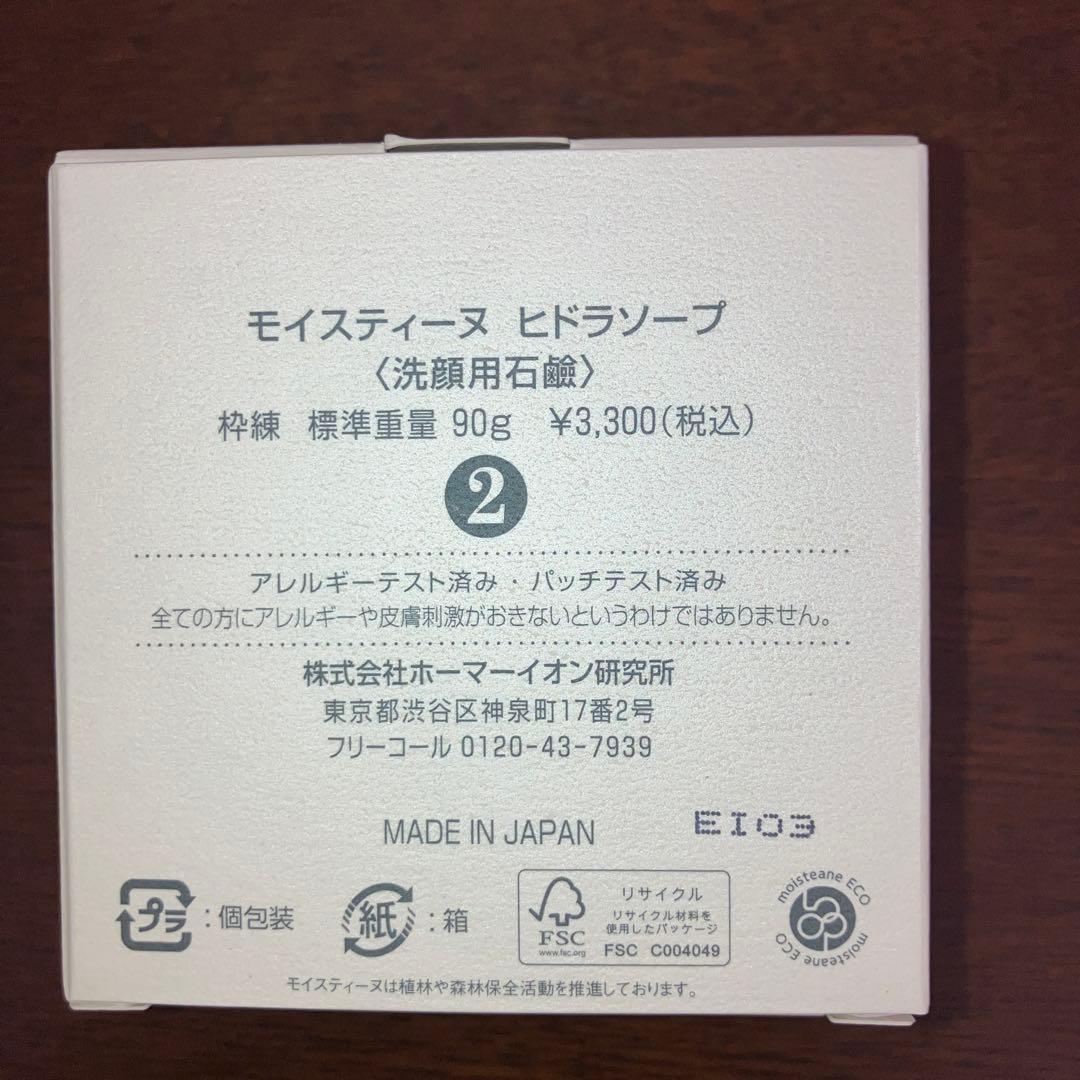 モイスティーヌ ヒドラソープ
〈洗顔用石鹼〉
枠練 標準重量 90g ¥3,300(税込)
2
アレルギーテスト済み・パッチテスト済み
全ての方にアレルギーや皮膚刺激がおきないというわけではありません。
株式会社ホーマーイオン研究所
東京都渋谷区神泉町17番2号
フリーコール 0120-43-7939
MADE IN JAPAN
EI03
プラ:個包装
紙:箱
FSC
www.fsc.org
リサイクル
リサイクル材料を
使用したパッケージ
FSC C004049
moisteane ECO
moisteane ECO
モイスティーヌは植林や森林保全活動を推進しております。